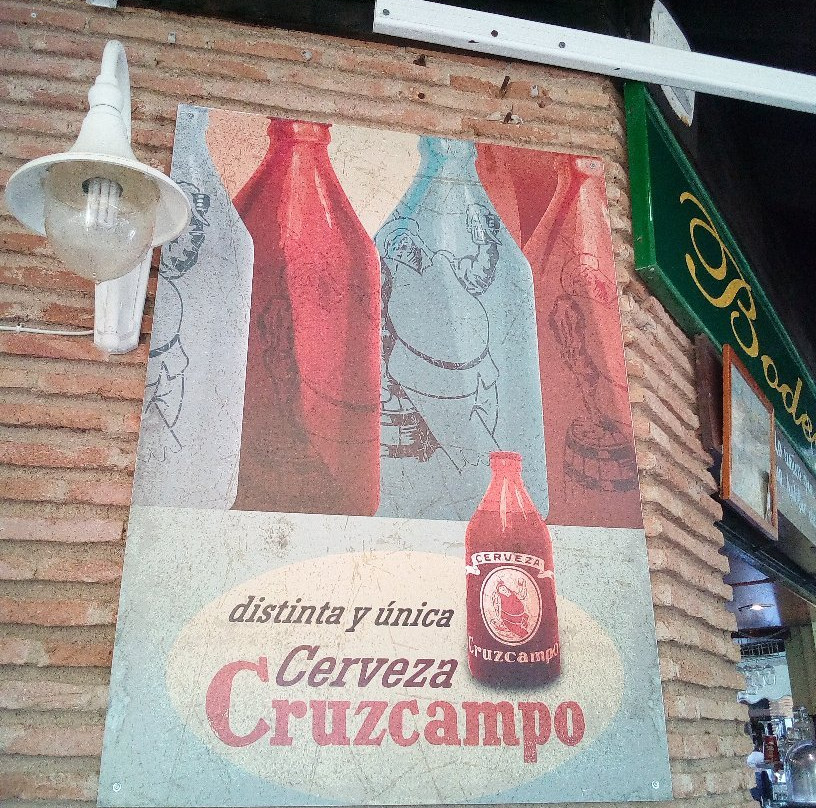 distinta y única
Cerveza
Cruzcampo
CERVEZA
Cruzcampo
Bode